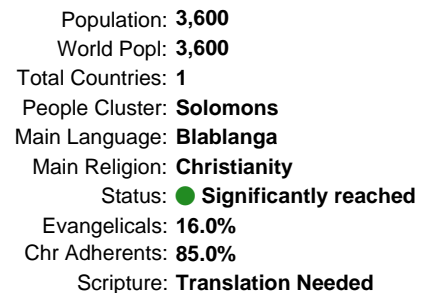 Population: 3,600
World Popl: 3,600
Total Countries: 1
People Cluster: Solomons
Main Language: Blablanga
Main Religion: Christianity
Status: Significantly reached
Evangelicals: 16.0%
Chr Adherents: 85.0%
Scripture: Translation Needed